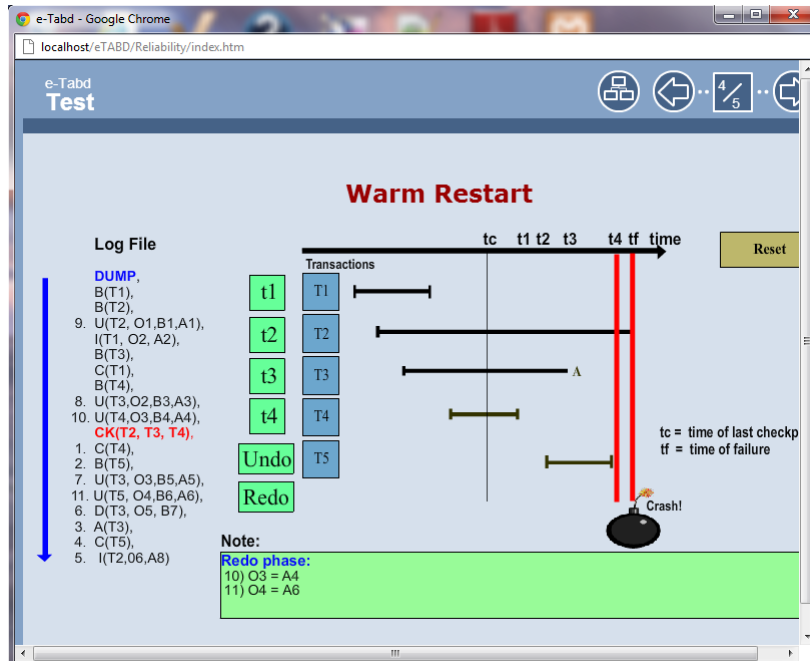 e-Tabd - Google Chrome
localhost/eTABD/Reliability/index.htm
e-Tabd
Test
4/5
Warm Restart
Log File
tc t1 t2 t3 t4 tf time
Reset
Transactions
DUMP,
B(T1),
B(T2),
9. U(T2, O1,B1,A1),
I(T1, O2, A2),
B(T3),
C(T1),
B(T4),
8. U(T3,O2,B3,A3),
10. U(T4,O3,B4,A4),
CK(T2, T3, T4),
1. C(T4),
2. B(T5),
7. U(T3, O3,B5,A5),
11. U(T5, O4,B6,A6),
6. D(T3, O5, B7),
3. A(T3),
4. C(T5),
5. I(T2,06,A8)
t1 T1
t2 T2
t3 T3 A
t4 T4
Undo T5
Redo
tc = time of last checkp
tf = time of failure
Crash!
Note:
Redo phase:
10) O3 = A4
11) O4 = A6